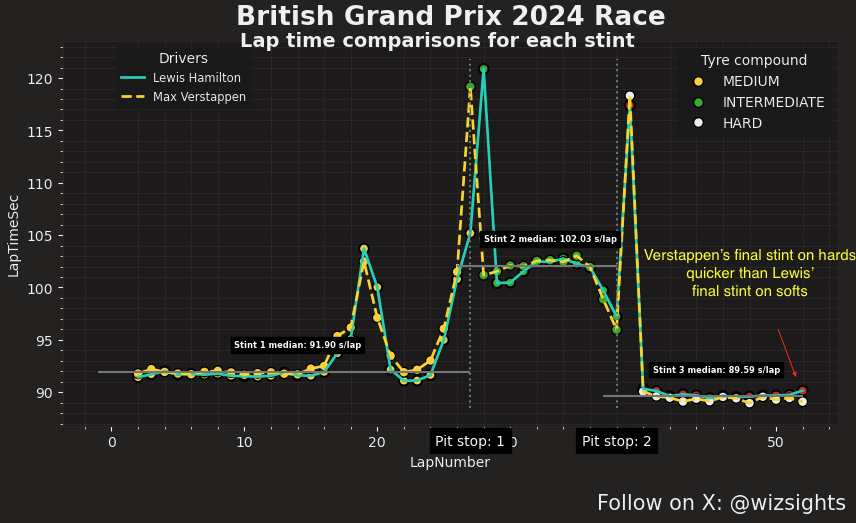 British Grand Prix 2024 Race
Lap time comparisons for each stint
Drivers
Lewis Hamilton
Max Verstappen
Tyre compound
MEDIUM
INTERMEDIATE
HARD
LapTimeSec
120
115
110
105
100
95
90
Stint 1 median: 91.90 s/lap
Stint 2 median: 102.03 s/lap
Verstappen's final stint on hards
quicker than Lewis'
final stint on softs
Stint 3 median: 89.59 s/lap
0 10 20 Pit stop: 1 0 Pit stop: 2 50
LapNumber
Follow on X: @wizsights